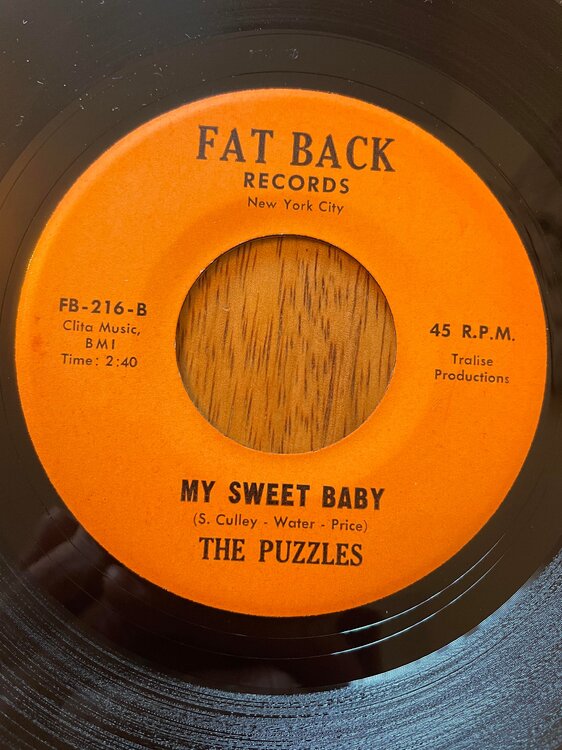 FAT BACK
RECORDS
New York City
FB-216-B
Clita Music,
BMI
Time: 2:40
45 R.P.M.
Tralise
Productions
MY SWEET BABY
(S. Culley - Water - Price)
THE PUZZLES